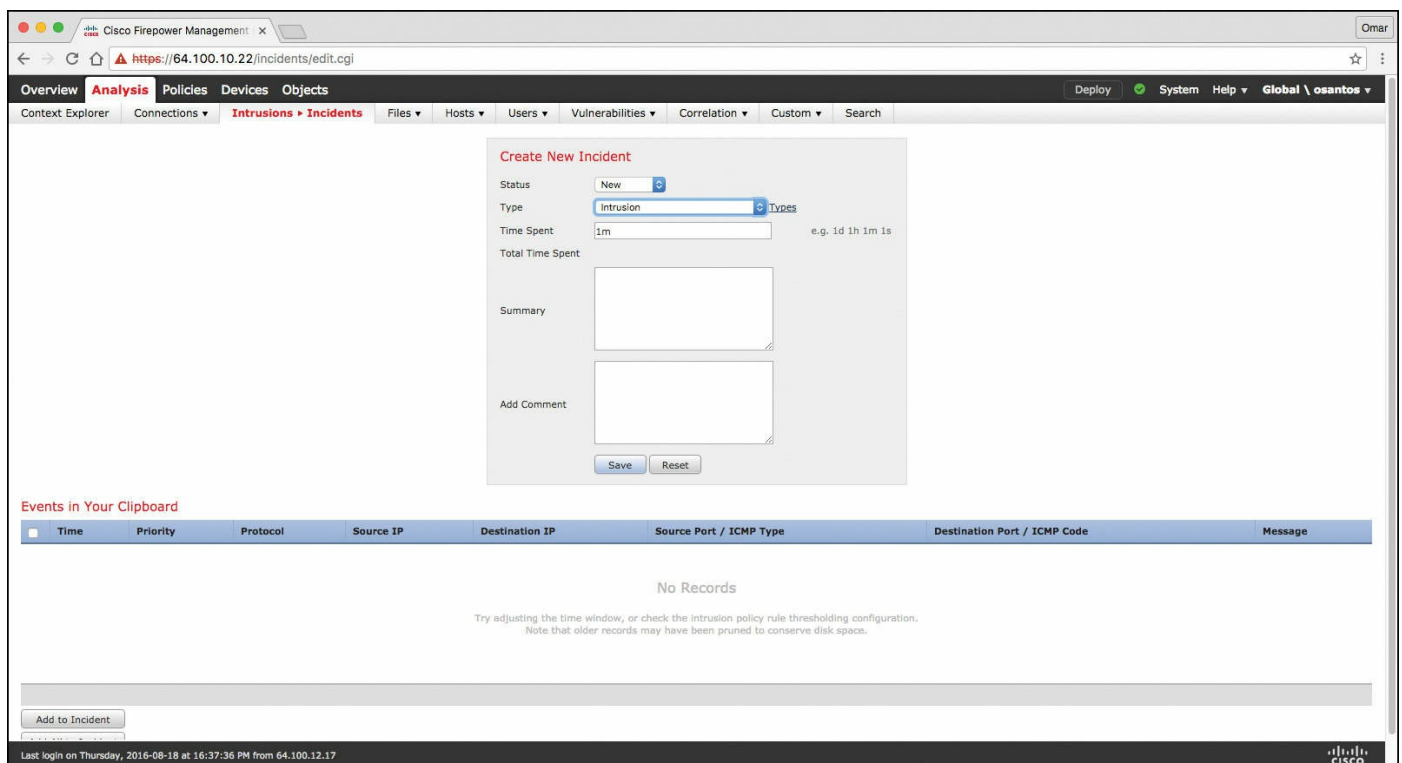 Cisco Firepower Management
Omar
https://64.100.10.22/incidents/edit.cgi
Overview Analysis Policies Devices Objects Deploy System Help Global \ osantos
Context Explorer Connections Intrusions Incidents Files Hosts Users Vulnerabilities Correlation Custom Search
Create New Incident
Status New
Type Intrusion Types
Time Spent 1m e.g. 1d 1h 1m 1s
Total Time Spent
Summary
Add Comment
Save Reset
Events in Your Clipboard
Time Priority Protocol Source IP Destination IP Source Port / ICMP Type Destination Port / ICMP Code Message
No Records
Try adjusting the time window, or check the intrusion policy rule thresholding configuration.
Note that older records may have been pruned to conserve disk space.
Add to Incident
Last login on Thursday, 2016-08-18 at 16:37:36 PM from 64.100.12.17
CISCO